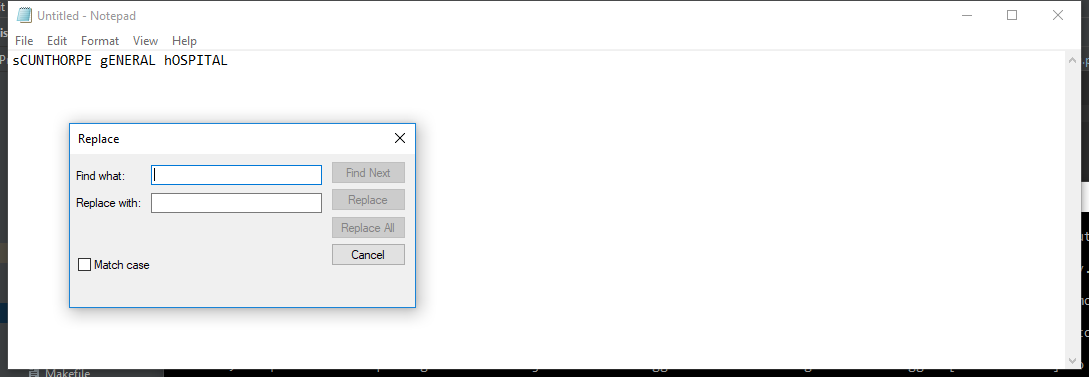 Untitled - Notepad
File Edit Format View Help
sCUNTHORPE gENERAL hOSPITAL
Replace
Find what:
Find Next
Replace with:
Replace
Replace All
Cancel
Match case
Makefile